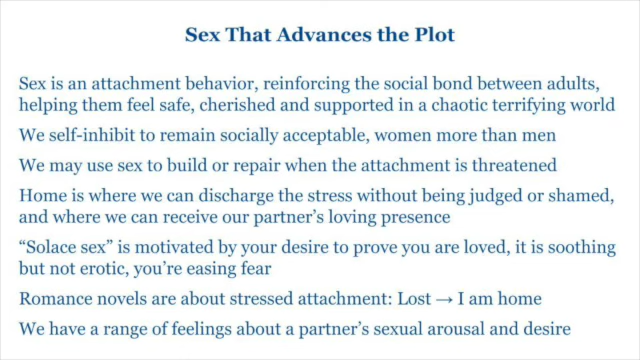 Sex That Advances the Plot
Sex is an attachment behavior, reinforcing the social bond between adults,
helping them feel safe, cherished and supported in a chaotic terrifying world
We self-inhibit to remain socially acceptable, women more than men
We may use sex to build or repair when the attachment is threatened
Home is where we can discharge the stress without being judged or shamed,
and where we can receive our partner's loving presence
“Solace sex” is motivated by your desire to prove you are loved, it is soothing
but not erotic, you're easing fear
Romance novels are about stressed attachment: Lost → I am home
We have a range of feelings about a partner's sexual arousal and desire